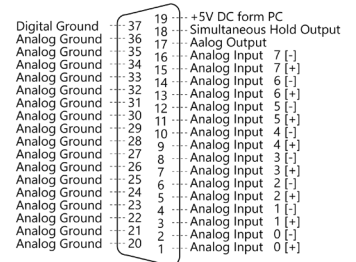 19 +5V DC form PC
Digital Ground 37 18 Simultaneous Hold Output
Analog Ground 36 17 Aalog Output
Analog Ground 35 16 Analog Input 7 [-]
Analog Ground 34 15 Analog Input 7 [+]
Analog Ground 33 14 Analog Input 6 [-]
Analog Ground 32 13 Analog Input 6 [+]
Analog Ground 31 12 Analog Input 5 [-]
Analog Ground 30 11 Analog Input 5 [+]
Analog Ground 29 10 Analog Input 4 [-]
Analog Ground 28 9 Analog Input 4 [+]
Analog Ground 27 8 Analog Input 3 [-]
Analog Ground 26 7 Analog Input 3 [+]
Analog Ground 25 6 Analog Input 2 [-]
Analog Ground 24 5 Analog Input 2 [+]
Analog Ground 23 4 Analog Input 1 [-]
Analog Ground 22 3 Analog Input 1 [+]
Analog Ground 21 2 Analog Input 0 [-]
Analog Ground 20 1 Analog Input 0 [+]